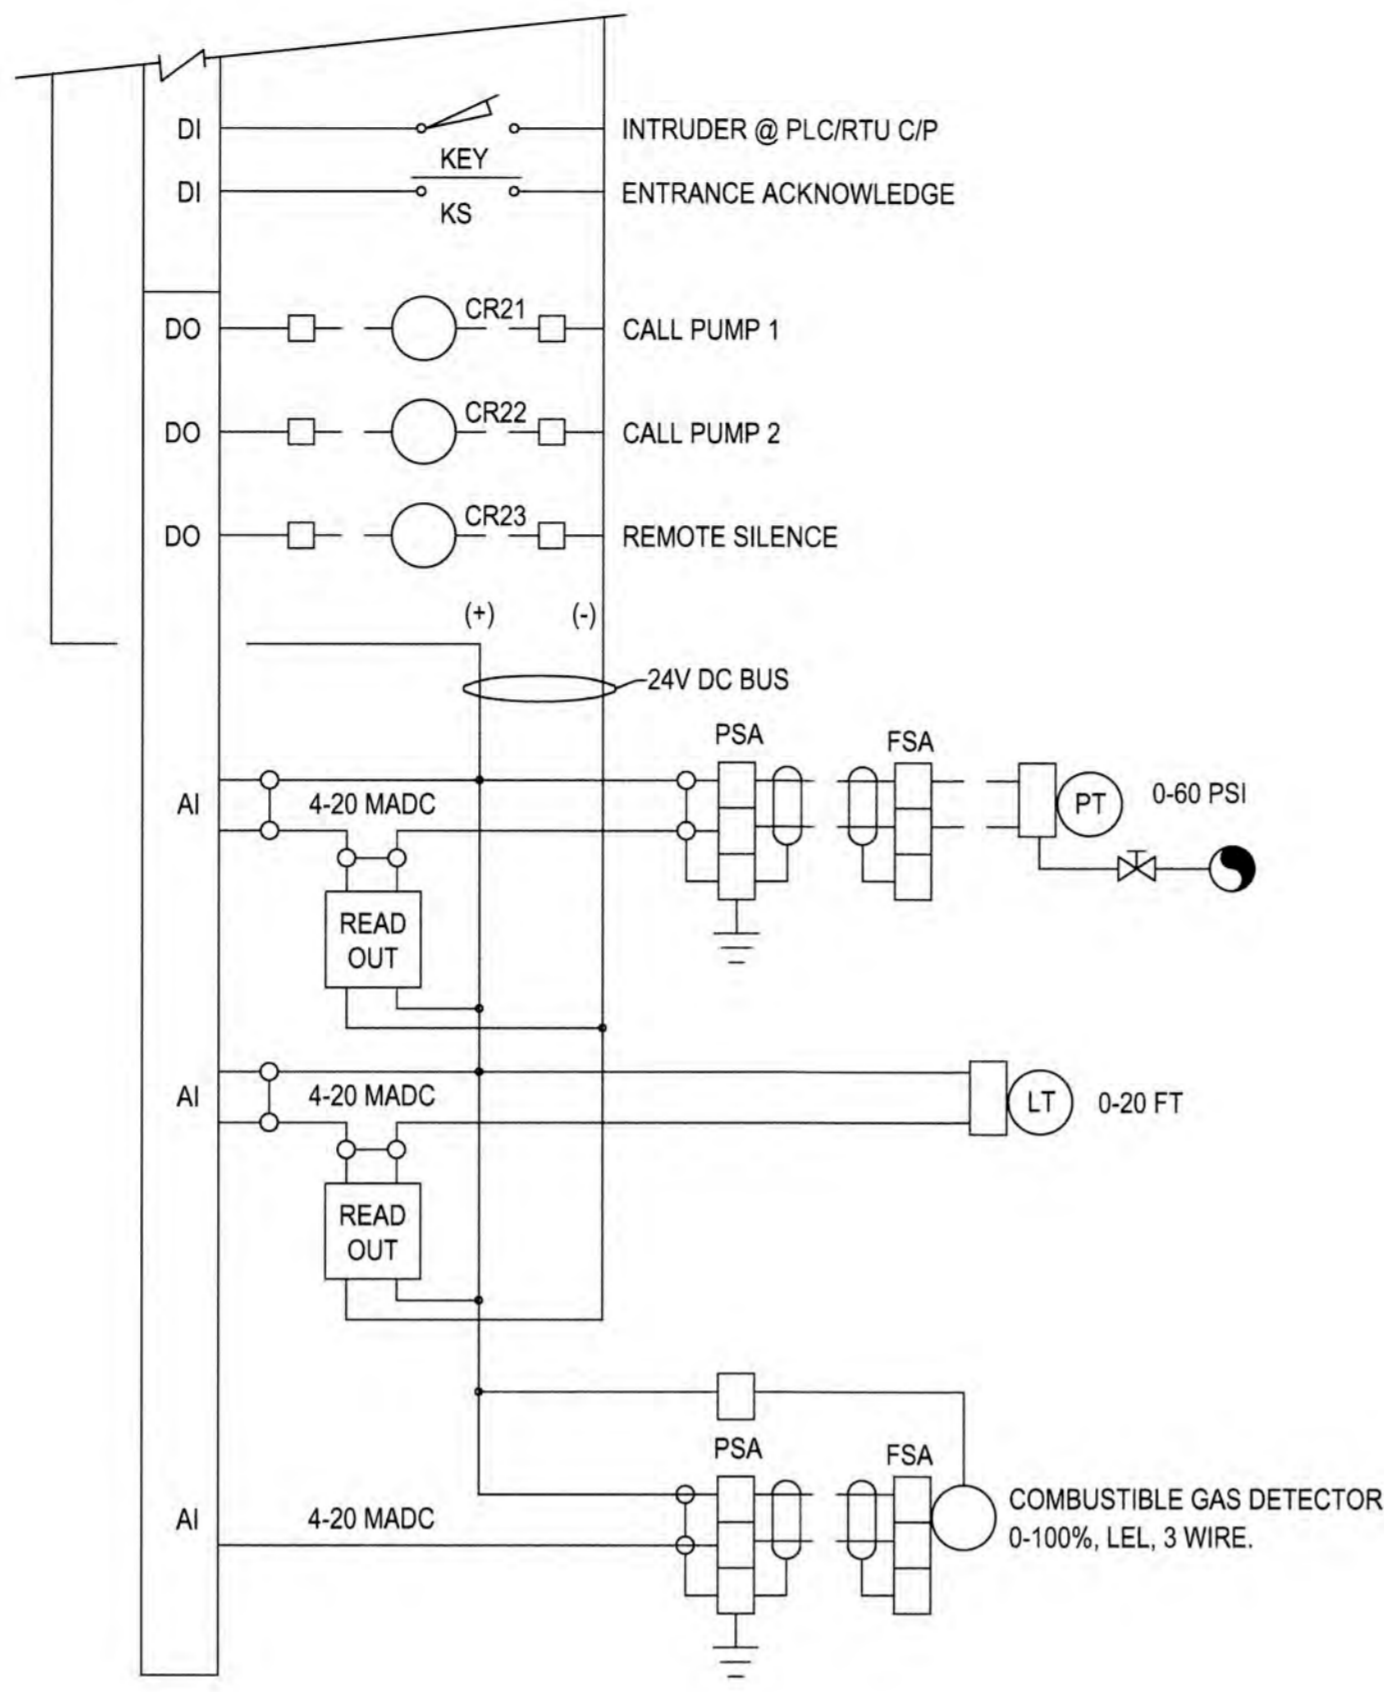 DI
INTRUDER @ PLC/RTU C/P
KEY
DI
ENTRANCE ACKNOWLEDGE
KS
DO
CR21
CALL PUMP 1
DO
CR22
CALL PUMP 2
DO
CR23
REMOTE SILENCE
(+)
(-)
24V DC BUS
PSA
FSA
AI
4-20 MADC
PT
0-60 PSI
READ
OUT
AI
4-20 MADC
LT
0-20 FT
READ
OUT
PSA
FSA
AI
4-20 MADC
COMBUSTIBLE GAS DETECTOR
0-100%, LEL, 3 WIRE.